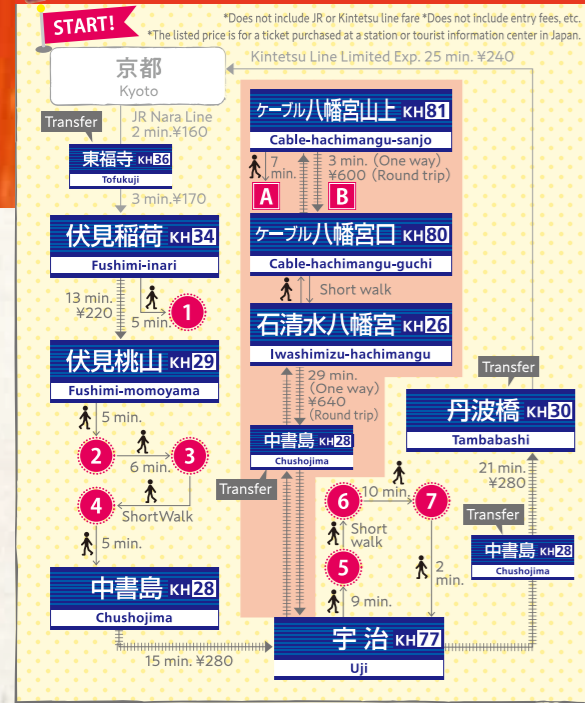 START!
*Does not include JR or Kintetsu line fare *Does not include entry fees, etc.
*The listed price is for a ticket purchased at a station or tourist information center in Japan.
京都
Kyoto
Kintetsu Line Limited Exp. 25 min. ¥240
Transfer
JR Nara Line
2 min.¥160
東福寺 KH36
Tofukuji
3 min.¥170
伏見稲荷 KH34
Fushimi-inari
13 min.
¥220
5 min.
1
伏見桃山 KH29
Fushimi-momoyama
5 min.
2
6 min.
3
4
ShortWalk
5 min.
中書島 KH28
Chushojima
15 min. ¥280
ケーブル八幡宮山上 KH81
Cable-hachimangu-sanjo
7
min.
A
B
3 min. (One way)
¥600 (Round trip)
ケーブル八幡宮口 KH80
Cable-hachimangu-guchi
Short walk
石清水八幡宮 KH26
Iwashimizu-hachimangu
29 min.
(One way)
¥640
(Round trip)
中書島 KH28
Chushojima
Transfer
6
10 min.
7
Short
walk
5
9 min.
2
min.
宇治 KH77
Uji
Transfer
丹波橋 KH30
Tambabashi
21 min.
¥280
Transfer
中書島 KH28
Chushojima